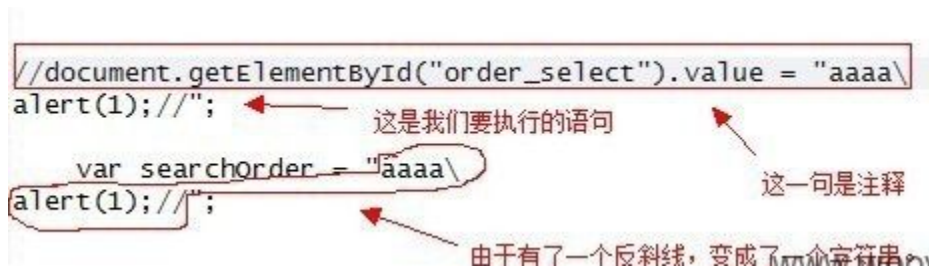 //document.getElementById("order_select").value = "aaaa\
alert(1);//";
这是我们要执行的语句
var searchOrder = "aaaa\
这一句是注释
alert(1);//";
由于有了一个反斜线，变成了一个字符串。